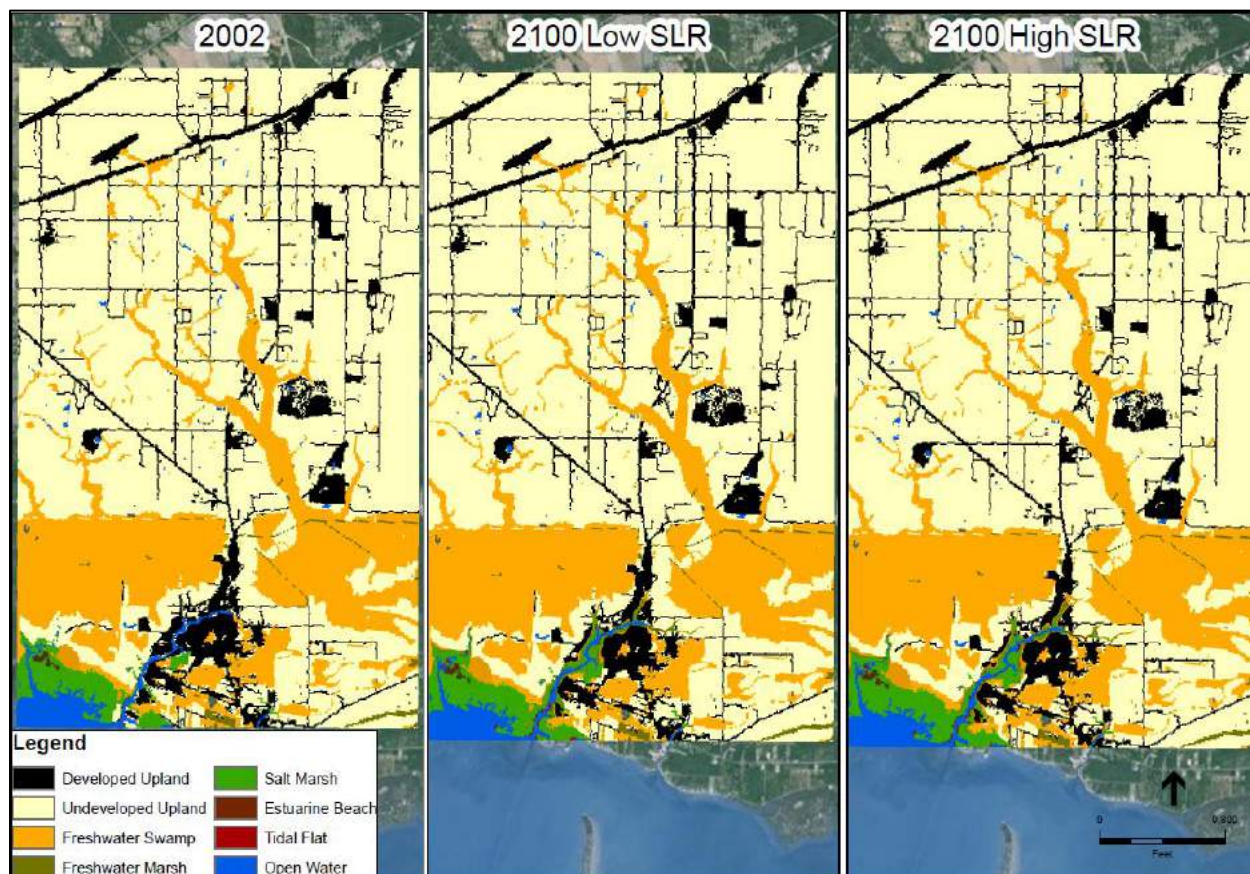 2002
2100 Low SLR
2100 High SLR
Legend
Developed Upland
Undeveloped Upland
Freshwater Swamp
Freshwater Marsh
Salt Marsh
Estuarine Beach
Tidal Flat
Open Water
0
Feet